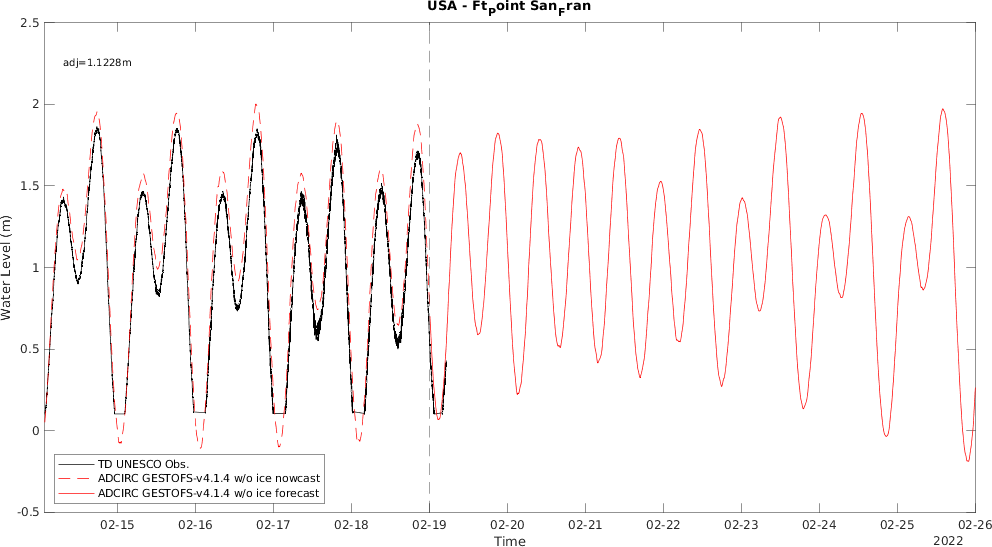 USA - FtPoint SanFran
adj=1.1228m
2.5
2
1.5
1
0.5
0
-0.5
Water Level (m)
TD UNESCO Obs.
ADCIRC GESTOFS-v4.1.4 w/o ice nowcast
ADCIRC GESTOFS-v4.1.4 w/o ice forecast
02-15 02-16 02-17 02-18 02-19 02-20 02-21 02-22 02-23 02-24 02-25 02-26
Time
2022